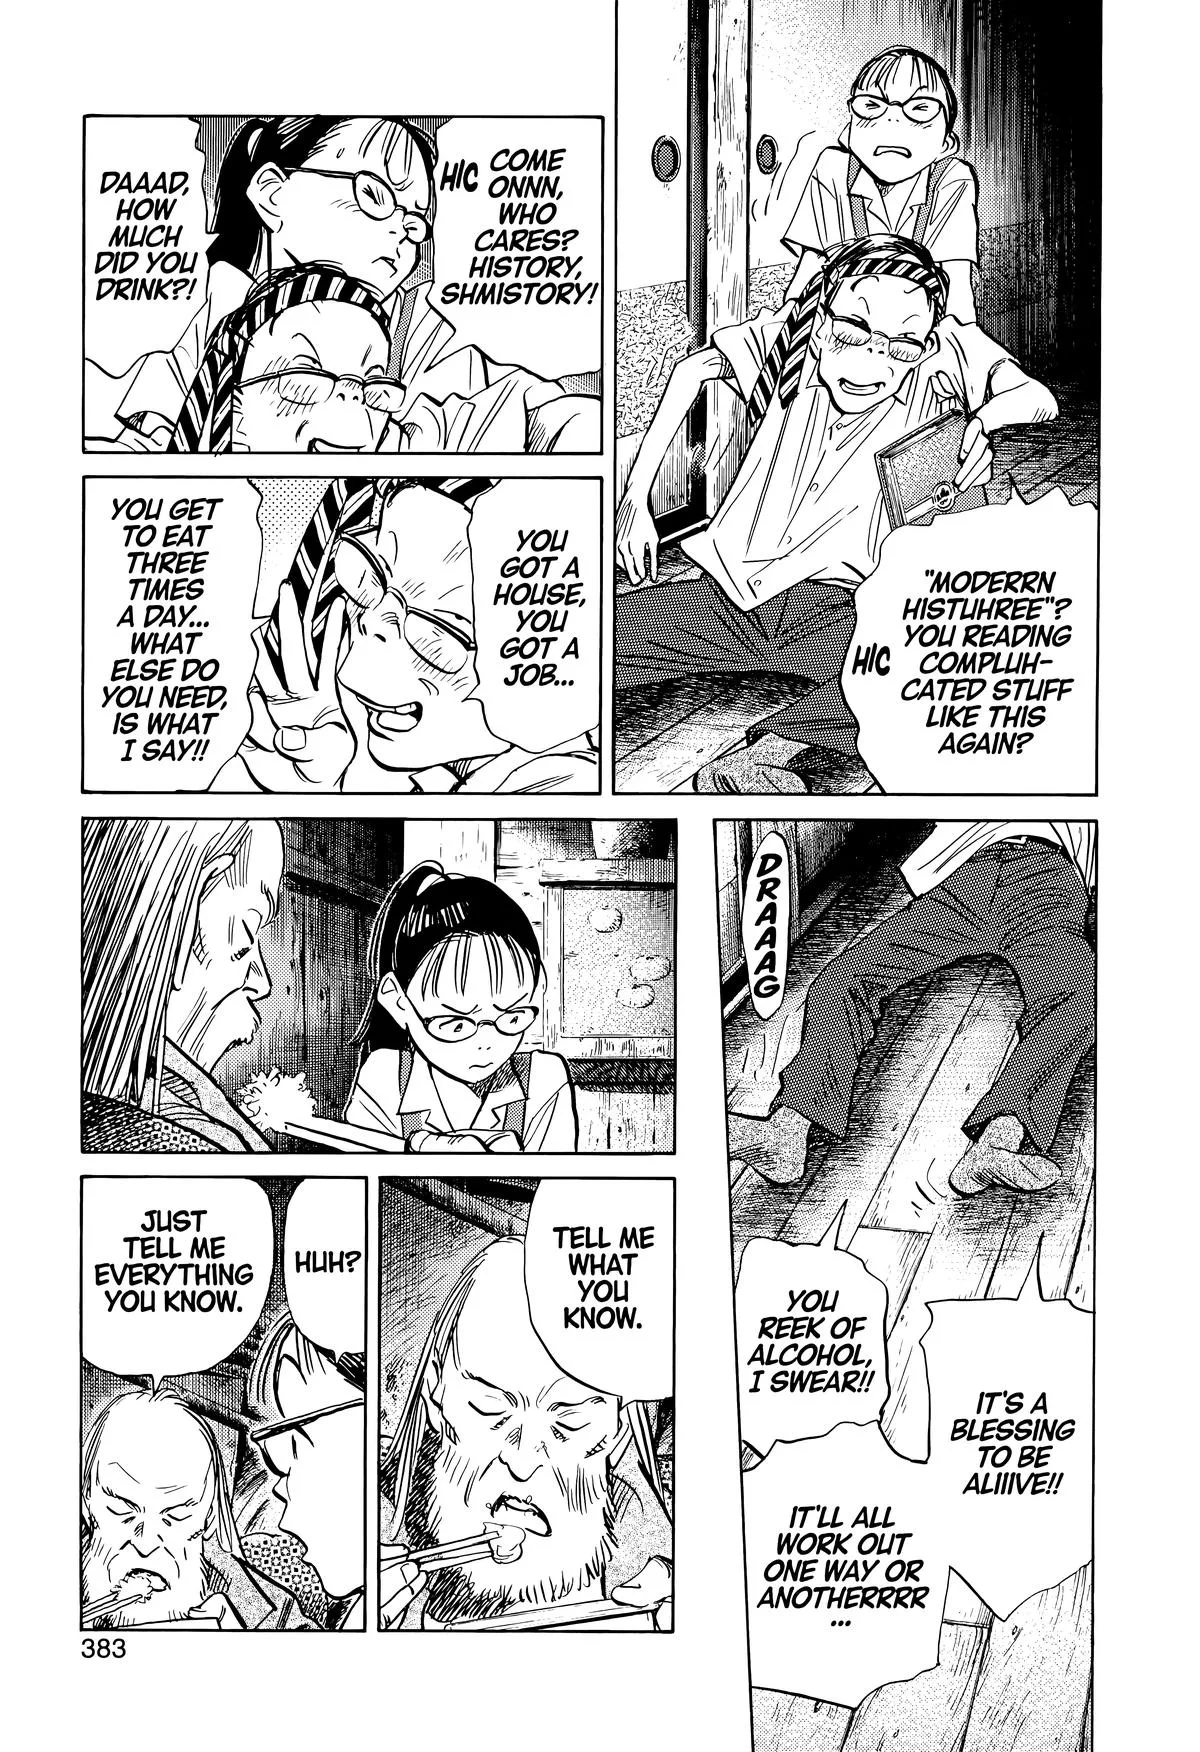 "MODERRN
HISTUHREE"?
YOU READING
COMPLUH-
CATED STUFF
LIKE THIS
AGAIN?
HIC
COME
ONNN,
WHO
CARES?
HISTORY,
SHMISTORY!
HIC
DAAAD,
HOW
MUCH
DID YOU
DRINK?!
YOU
GOT A
HOUSE,
YOU
GOT A
JOB...
YOU GET
TO EAT
THREE
TIMES
A DAY...
WHAT
ELSE DO
YOU NEED,
IS WHAT
I SAY!!
DRAAAG
YOU
REEK OF
ALCOHOL,
I SWEAR!!
IT'S A
BLESSING
TO BE
ALIIIVE!!
IT'LL ALL
WORK OUT
ONE WAY OR
ANOTHERRRR
...
TELL ME
WHAT
YOU
KNOW.
HUH?
JUST
TELL ME
EVERYTHING
YOU KNOW.
383